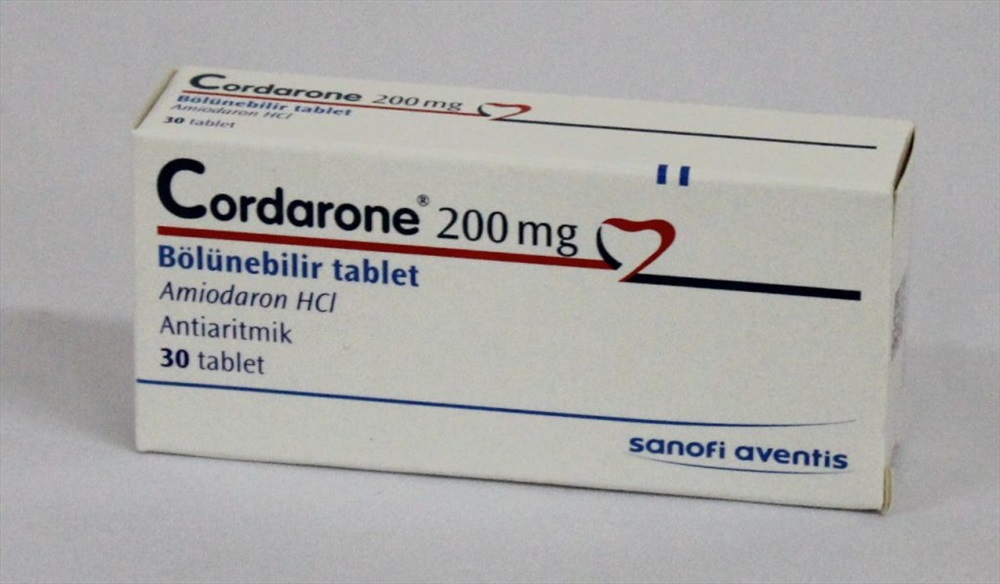 Cordarone 200 mg
Bölünebilir tablet
Amiodaron HCl
30 tablet
Cordarone® 200 mg
Bölünebilir tablet
Amiodaron HCl
Antiaritmik
30 tablet
sanofi aventis